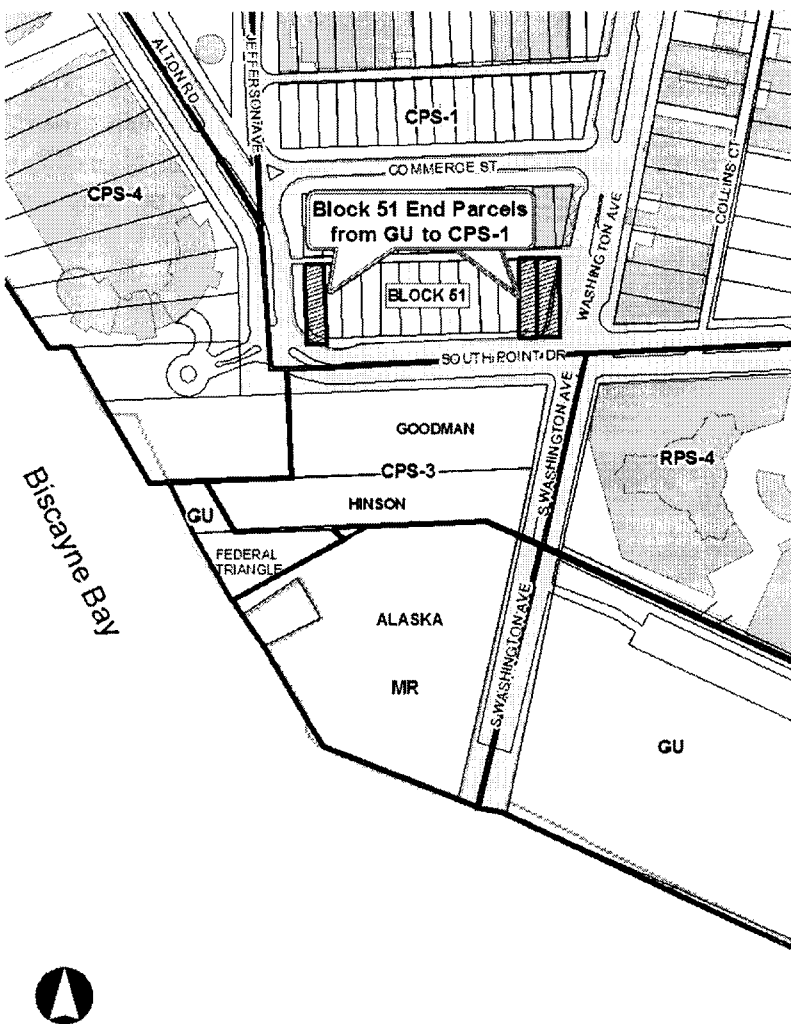 JEFFERSON AVE
ALTON RD
CPS-1
COMMERCE ST
CPS-4
Block 51 End Parcels
from GU to CPS-1
COLLINS CT
WASHINGTON AVE
BLOCK 51
SOUTH POINT DR
GOODMAN
S.WASHINGTON AVE
RPS-4
CPS-3
HINSON
GU
FEDERAL
TRIANGLE
Biscayne Bay
ALASKA
MR
S.WASHINGTON AVE
GU